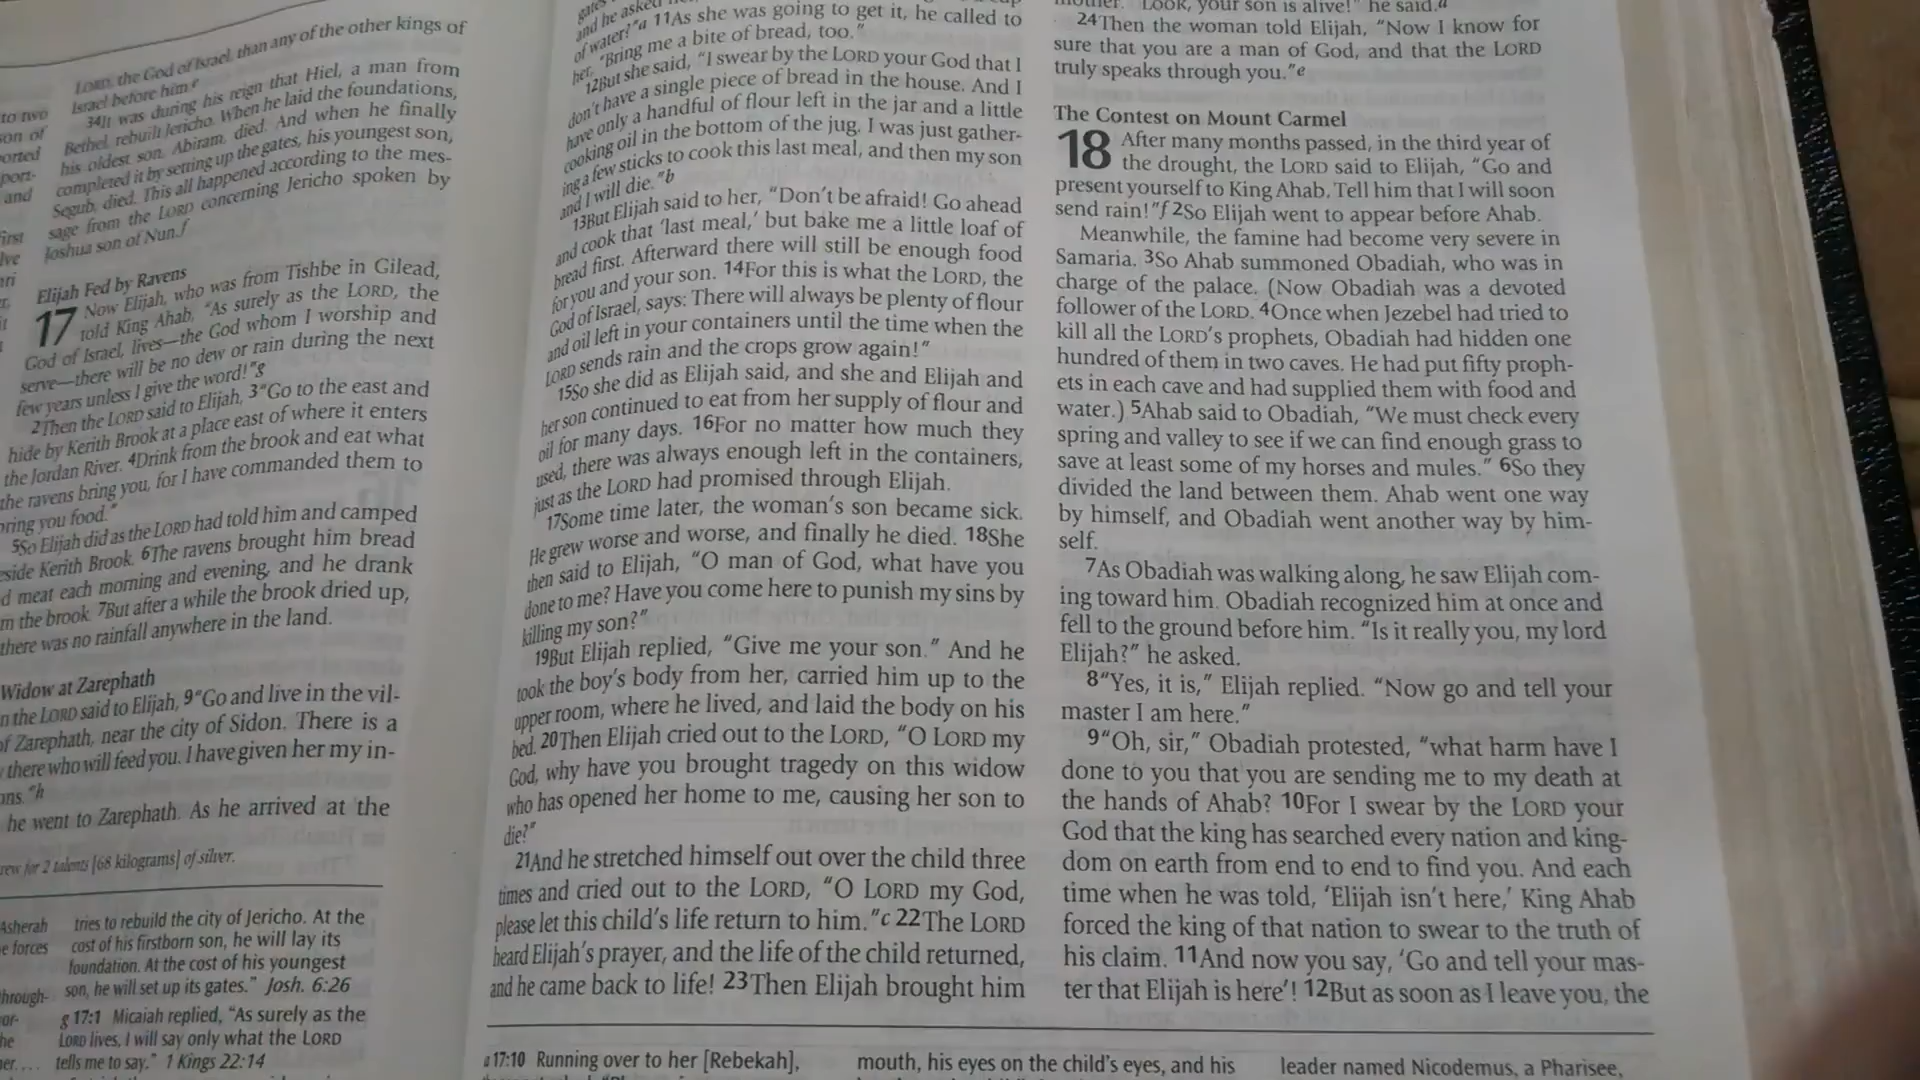 LORD, the God of Israel, than any of the other kings of
Israel before him.e
34It was during his reign that Hiel, a man from
Bethel, rebuilt Jericho. When he laid the foundations,
his oldest son, Abiram, died. And when he finally
completed it by setting up the gates, his youngest son,
Segub, died. This all happened according to the mes-
sage from the LORD concerning Jericho spoken by
Joshua son of Nun.f
Elijah Fed by Ravens
17 Now Elijah, who was from Tishbe in Gilead,
told King Ahab, “As surely as the LORD, the
God of Israel, lives—the God whom I worship and
serve—there will be no dew or rain during the next
few years unless I give the word!”g
2Then the LORD said to Elijah, 3“Go to the east and
hide by Kerith Brook at a place east of where it enters
the Jordan River. 4Drink from the brook and eat what
the ravens bring you, for I have commanded them to
you food.”
5So Elijah did as the LORD had told him and camped
Kerith Brook. 6The ravens brought him bread
meat each morning and evening, and he drank
the brook. 7But after a while the brook dried up,
there was no rainfall anywhere in the land.
Widow at Zarephath
the LORD said to Elijah, 9“Go and live in the vil-
of Zarephath, near the city of Sidon. There is a
there who will feed you. I have given her my in-
h
he went to Zarephath. As he arrived at the
for 2 talents [68 kilograms] of silver.
Asherah
forces
tries to rebuild the city of Jericho. At the
cost of his firstborn son, he will lay its
foundation. At the cost of his youngest
son, he will set up its gates.” Josh. 6:26
g 17:1 Micaiah replied, “As surely as the
LORD lives, I will say only what the LORD
tells me to say.” 1 Kings 22:14
and he asked
of water?”a 11As she was going to get it, he called to
her, “Bring me a bite of bread, too.”
12But she said, “I swear by the LORD your God that I
don’t have a single piece of bread in the house. And I
have only a handful of flour left in the jar and a little
cooking oil in the bottom of the jug. I was just gather-
ing a few sticks to cook this last meal, and then my son
and I will die.”b
13But Elijah said to her, “Don’t be afraid! Go ahead
and cook that ‘last meal,’ but bake me a little loaf of
bread first. Afterward there will still be enough food
for you and your son. 14For this is what the LORD, the
God of Israel, says: There will always be plenty of flour
and oil left in your containers until the time when the
LORD sends rain and the crops grow again!”
15So she did as Elijah said, and she and Elijah and
her son continued to eat from her supply of flour and
oil for many days. 16For no matter how much they
used, there was always enough left in the containers,
just as the LORD had promised through Elijah.
17Some time later, the woman’s son became sick.
He grew worse and worse, and finally he died. 18She
then said to Elijah, “O man of God, what have you
done to me? Have you come here to punish my sins by
killing my son?”
19But Elijah replied, “Give me your son.” And he
took the boy’s body from her, carried him up to the
upper room, where he lived, and laid the body on his
bed. 20Then Elijah cried out to the LORD, “O LORD my
God, why have you brought tragedy on this widow
who has opened her home to me, causing her son to
die?”
21And he stretched himself out over the child three
times and cried out to the LORD, “O LORD my God,
please let this child’s life return to him.”c 22The LORD
heard Elijah’s prayer, and the life of the child returned,
and he came back to life! 23Then Elijah brought him
a 17:10 Running over to her [Rebekah],
mother. “Look, your son is alive!” he said.d
24Then the woman told Elijah, “Now I know for
sure that you are a man of God, and that the LORD
truly speaks through you.”e
The Contest on Mount Carmel
18 After many months passed, in the third year of
the drought, the LORD said to Elijah, “Go and
present yourself to King Ahab. Tell him that I will soon
send rain!”f 2So Elijah went to appear before Ahab.
Meanwhile, the famine had become very severe in
Samaria. 3So Ahab summoned Obadiah, who was in
charge of the palace. (Now Obadiah was a devoted
follower of the LORD. 4Once when Jezebel had tried to
kill all the LORD’s prophets, Obadiah had hidden one
hundred of them in two caves. He had put fifty proph-
ets in each cave and had supplied them with food and
water.) 5Ahab said to Obadiah, “We must check every
spring and valley to see if we can find enough grass to
save at least some of my horses and mules.” 6So they
divided the land between them. Ahab went one way
by himself, and Obadiah went another way by him-
self.
7As Obadiah was walking along, he saw Elijah com-
ing toward him. Obadiah recognized him at once and
fell to the ground before him. “Is it really you, my lord
Elijah?” he asked.
8“Yes, it is,” Elijah replied. “Now go and tell your
master I am here.”
9“Oh, sir,” Obadiah protested, “what harm have I
done to you that you are sending me to my death at
the hands of Ahab? 10For I swear by the LORD your
God that the king has searched every nation and king-
dom on earth from end to end to find you. And each
time when he was told, ‘Elijah isn’t here,’ King Ahab
forced the king of that nation to swear to the truth of
his claim. 11And now you say, ‘Go and tell your mas-
ter that Elijah is here’! 12But as soon as I leave you, the
mouth, his eyes on the child’s eyes, and his
leader named Nicodemus, a Pharisee,